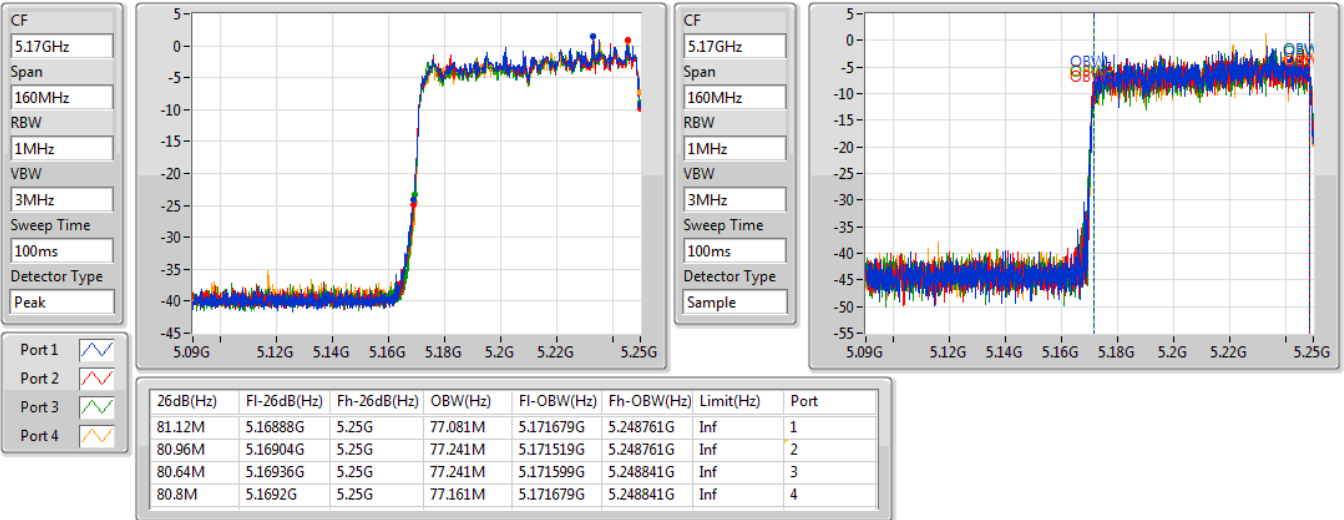 CF
5.17GHz
Span
160MHz
RBW
1MHz
VBW
3MHz
Sweep Time
100ms
Detector Type
Peak
5
0
-5
-10
-15
-20
-25
-30
-35
-40
-45
5.09G 5.12G 5.14G 5.16G 5.18G 5.2G 5.22G 5.25G
CF
5.17GHz
Span
160MHz
RBW
1MHz
VBW
3MHz
Sweep Time
100ms
Detector Type
Sample
5
0
-5
-10
-15
-20
-25
-30
-35
-40
-45
-50
-55
5.09G 5.12G 5.14G 5.16G 5.18G 5.2G 5.22G 5.25G
Port 1
Port 2
Port 3
Port 4
26dB(Hz) Fl-26dB(Hz) Fh-26dB(Hz) OBW(Hz) Fl-OBW(Hz) Fh-OBW(Hz) Limit(Hz) Port
81.12M 5.16888G 5.25G 77.081M 5.171679G 5.248761G Inf 1
80.96M 5.16904G 5.25G 77.241M 5.171519G 5.248761G Inf 2
80.64M 5.16936G 5.25G 77.241M 5.171599G 5.248841G Inf 3
80.8M 5.1692G 5.25G 77.161M 5.171679G 5.248841G Inf 4